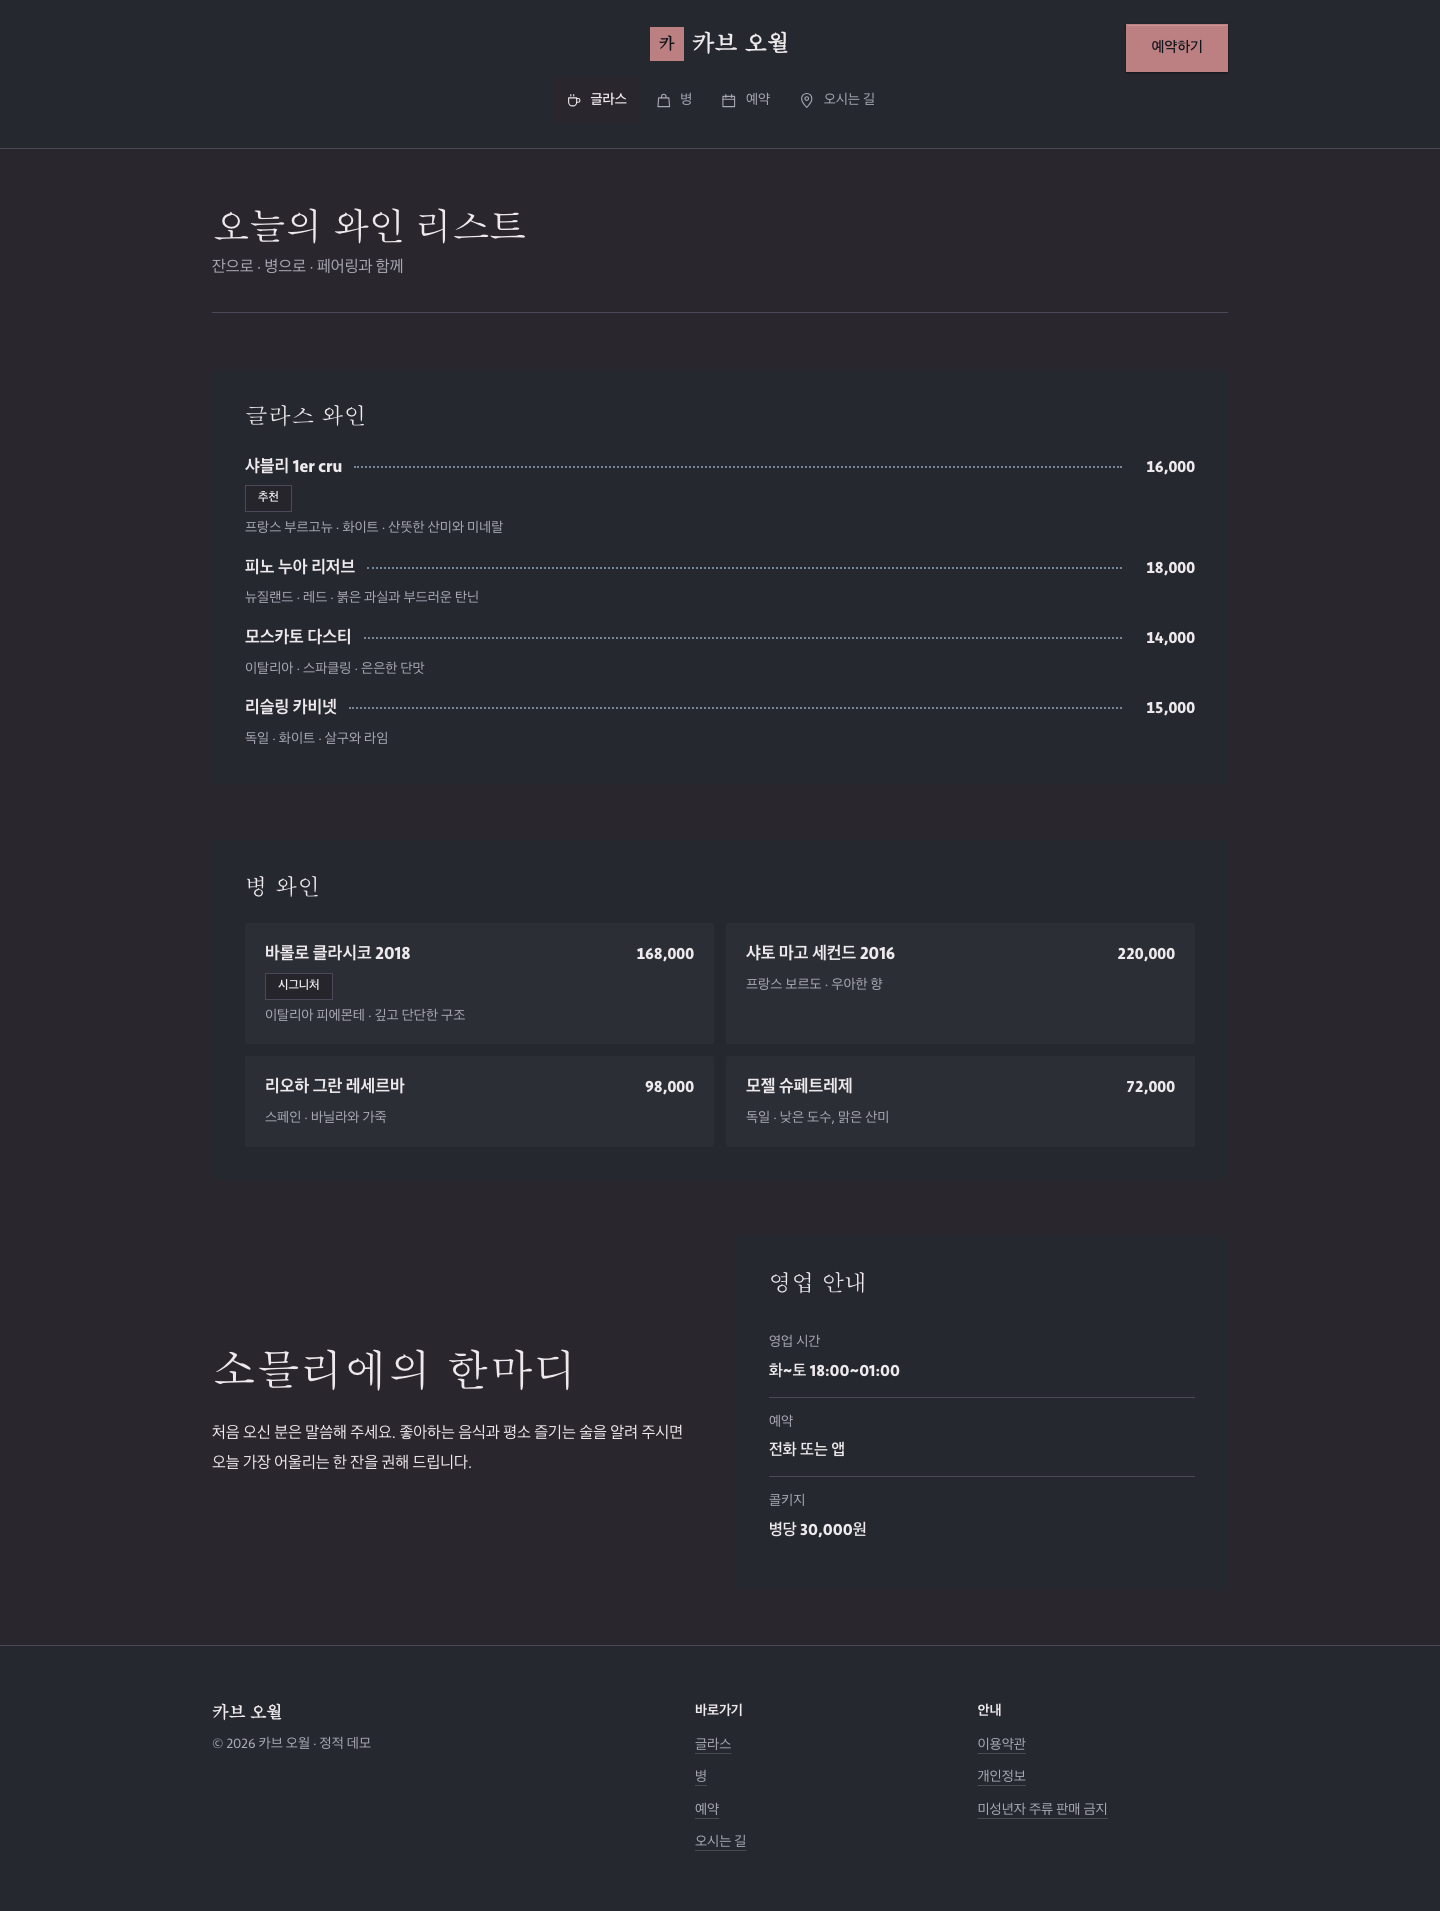 카 카브 오월
예약하기
글라스 병 예약 오시는 길
오늘의 와인 리스트
잔으로 · 병으로 · 페어링과 함께
글라스 와인
샤블리 1er cru 16,000
추천
프랑스 부르고뉴 · 화이트 · 산뜻한 산미와 미네랄
피노 누아 리저브 18,000
뉴질랜드 · 레드 · 붉은 과실과 부드러운 탄닌
모스카토 다스티 14,000
이탈리아 · 스파클링 · 은은한 단맛
리슬링 카비넷 15,000
독일 · 화이트 · 살구와 라임
병 와인
바롤로 클라시코 2018 168,000
시그니처
이탈리아 피에몬테 · 깊고 단단한 구조
샤토 마고 세컨드 2016 220,000
프랑스 보르도 · 우아한 향
리오하 그란 레세르바 98,000
스페인 · 바닐라와 가죽
모젤 슈페트레제 72,000
독일 · 낮은 도수, 맑은 산미
소믈리에의 한마디
처음 오신 분은 말씀해 주세요. 좋아하는 음식과 평소 즐기는 술을 알려 주시면
오늘 가장 어울리는 한 잔을 권해 드립니다.
영업 안내
영업 시간
화~토 18:00~01:00
예약
전화 또는 앱
콜키지
병당 30,000원
카브 오월
© 2026 카브 오월 · 정적 데모
바로가기
글라스
병
예약
오시는 길
안내
이용약관
개인정보
미성년자 주류 판매 금지